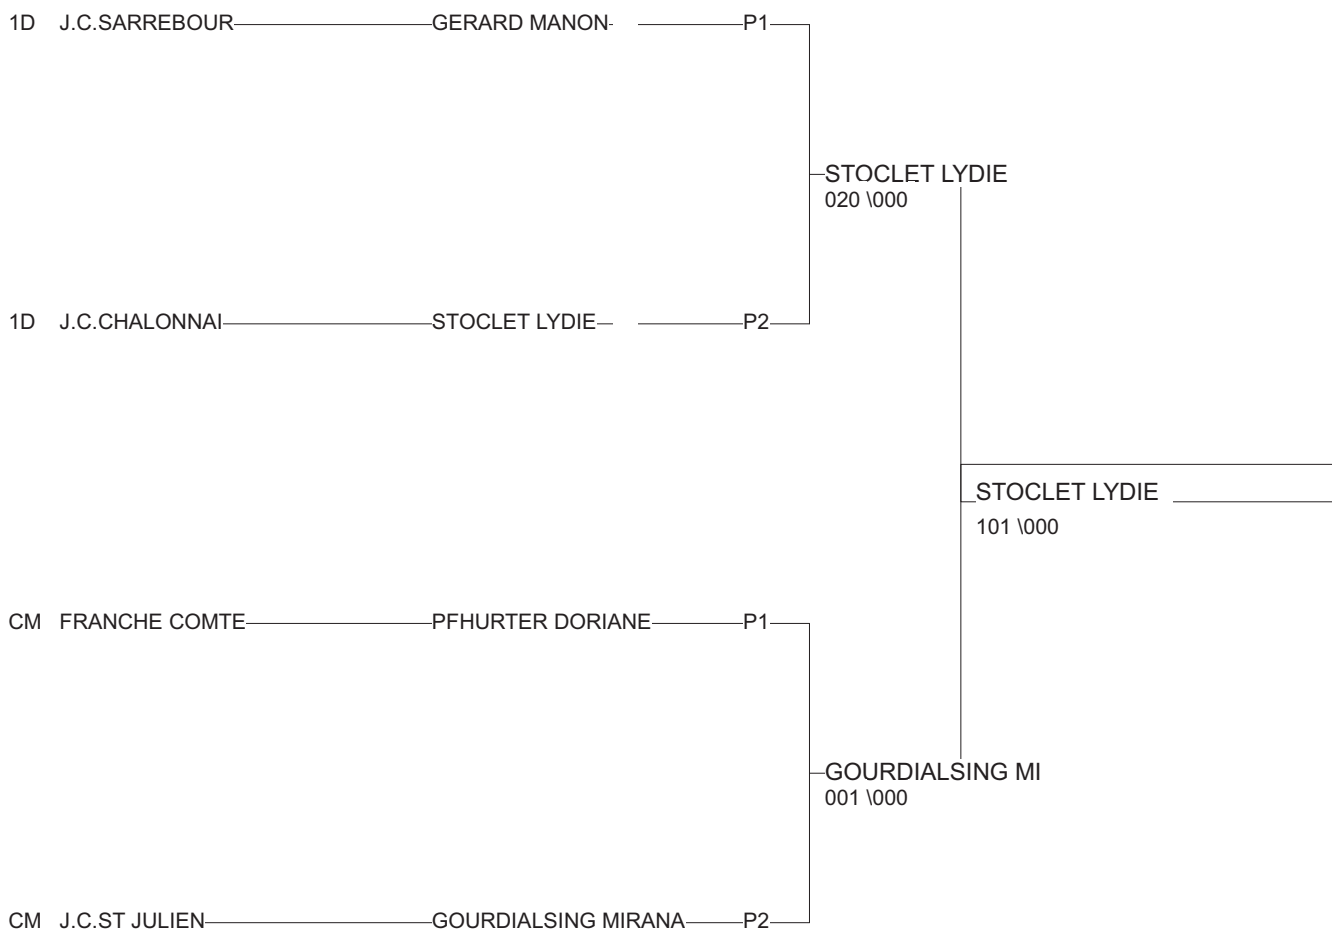 1D J.C.SARREBOUR GERARD MANON P1
STOCLET LYDIE
020 \000
1D J.C.CHALONNAI STOCLET LYDIE P2
STOCLET LYDIE
101 \000
CM FRANCHE COMTE PFHURTER DORIANE P1
GOURDIALSING MI
001 \000
CM J.C.ST JULIEN GOURDIALSING MIRANA P2